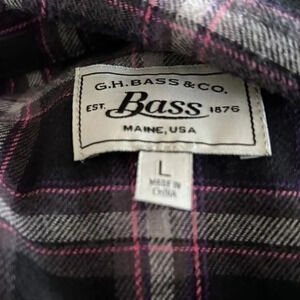 G.H. BASS & CO.
EST. Bass 1876
MAINE, USA
L
MADE IN
CHINA